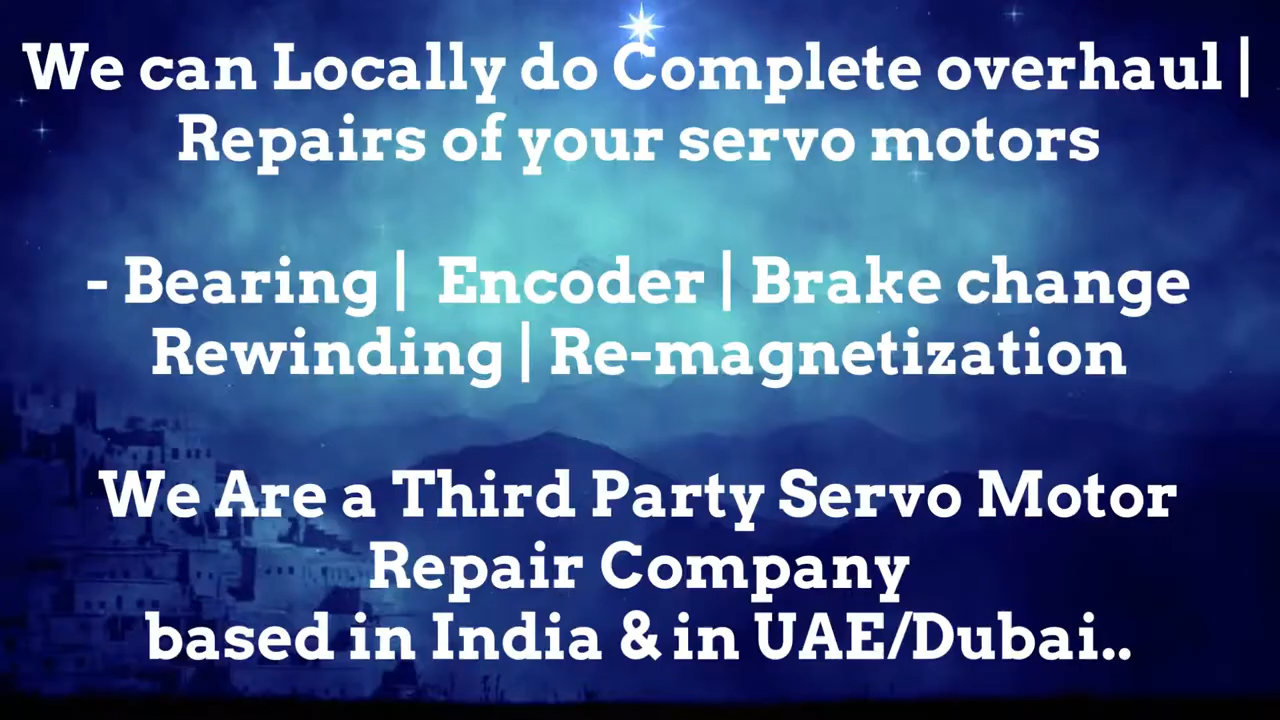 We can Locally do Complete overhaul |
Repairs of your servo motors
- Bearing | Encoder | Brake change
Rewinding | Re-magnetization
We Are a Third Party Servo Motor
Repair Company
based in India & in UAE/Dubai..